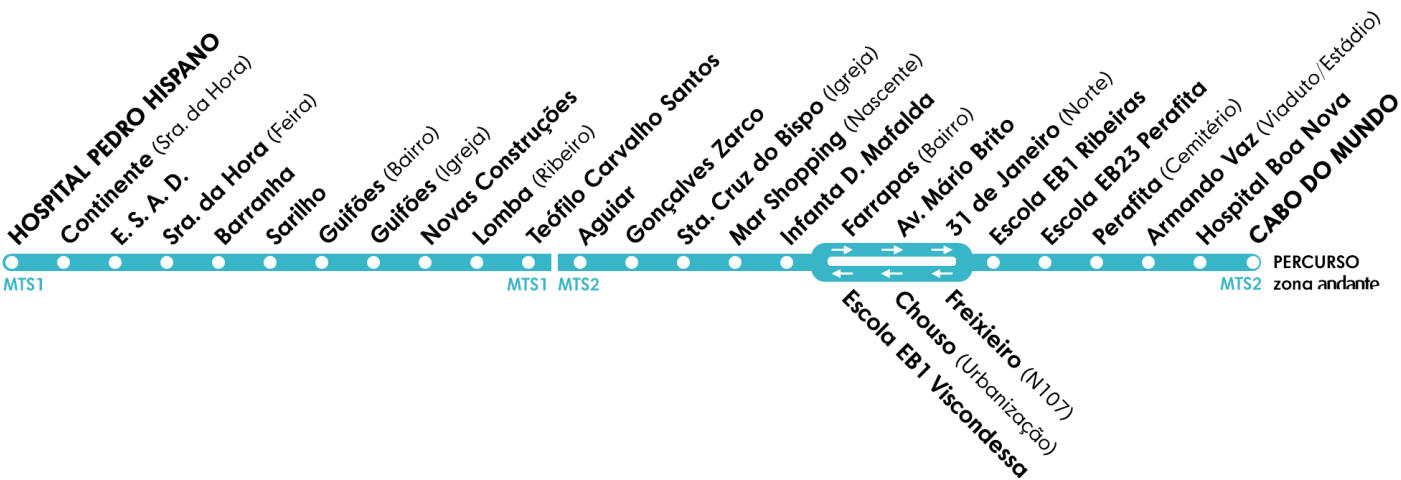 HOSPITAL PEDRO HISPANO
Continente (Sra. da Hora)
E. S. A. D.
Sra. da Hora (Feira)
Barranha
Sarilho
Guifões (Bairro)
Guifões (Igreja)
Novas Construções
Lomba (Ribeiro)
Teófilo Carvalho Santos
Aguiar
Gonçalves Zarco
Sta. Cruz do Bispo (Igreja)
Mar Shopping (Nascente)
Infanta D. Mafalda
Farrapas (Bairro)
Av. Mário Brito
31 de Janeiro (Norte)
Escola EB1 Ribeiras
Escola EB23 Perafita
Perafita (Cemitério)
Armando Vaz (Viaduto/Estádio)
Hospital Boa Nova
CABO DO MUNDO
PERCURSO
MTS1
MTS1
MTS2
MTS2
zona andante
Escola EB1 Viscondessa
Chouso (Urbanização)
Freixieiro (N107)